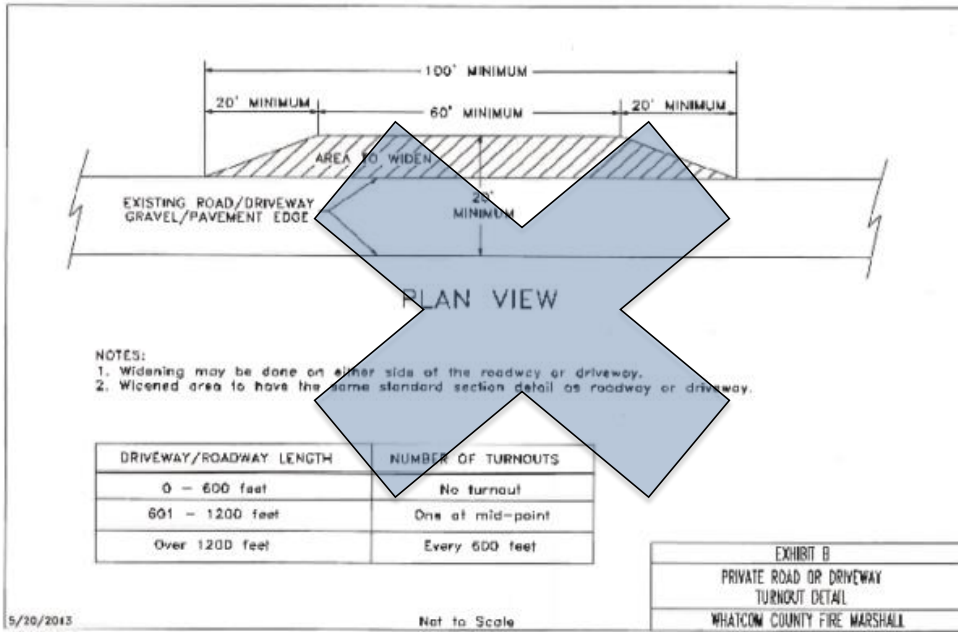 100' MINIMUM
20' MINIMUM
60' MINIMUM
20' MINIMUM
AREA TO WIDEN
20'
MINIMUM
EXISTING ROAD/DRIVEWAY
GRAVEL/PAVEMENT EDGE
PLAN VIEW
NOTES:
1. Widening may be done on either side of the roadway or driveway.
2. Widened area to have the same standard section detail as roadway or driveway.
DRIVEWAY/ROADWAY LENGTH NUMBER OF TURNOUTS
0 - 600 feet No turnout
601 - 1200 feet One at mid-point
Over 1200 feet Every 600 feet
EXHIBIT B
PRIVATE ROAD OR DRIVEWAY
TURNOUT DETAIL
WHATCOM COUNTY FIRE MARSHALL
5/20/2013 Not to Scale